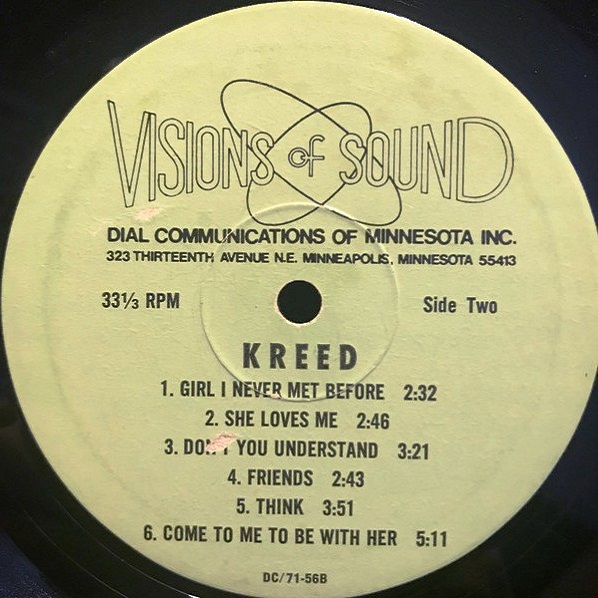 VISIONS of SOUND
DIAL COMMUNICATIONS OF MINNESOTA INC.
323 THIRTEENTH AVENUE N.E. MINNEAPOLIS, MINNESOTA 55413
33⅓ RPM Side Two
KREED
1. GIRL I NEVER MET BEFORE 2:32
2. SHE LOVES ME 2:46
3. DON'T YOU UNDERSTAND 3:21
4. FRIENDS 2:43
5. THINK 3:51
6. COME TO ME TO BE WITH HER 5:11
DC/71-56B